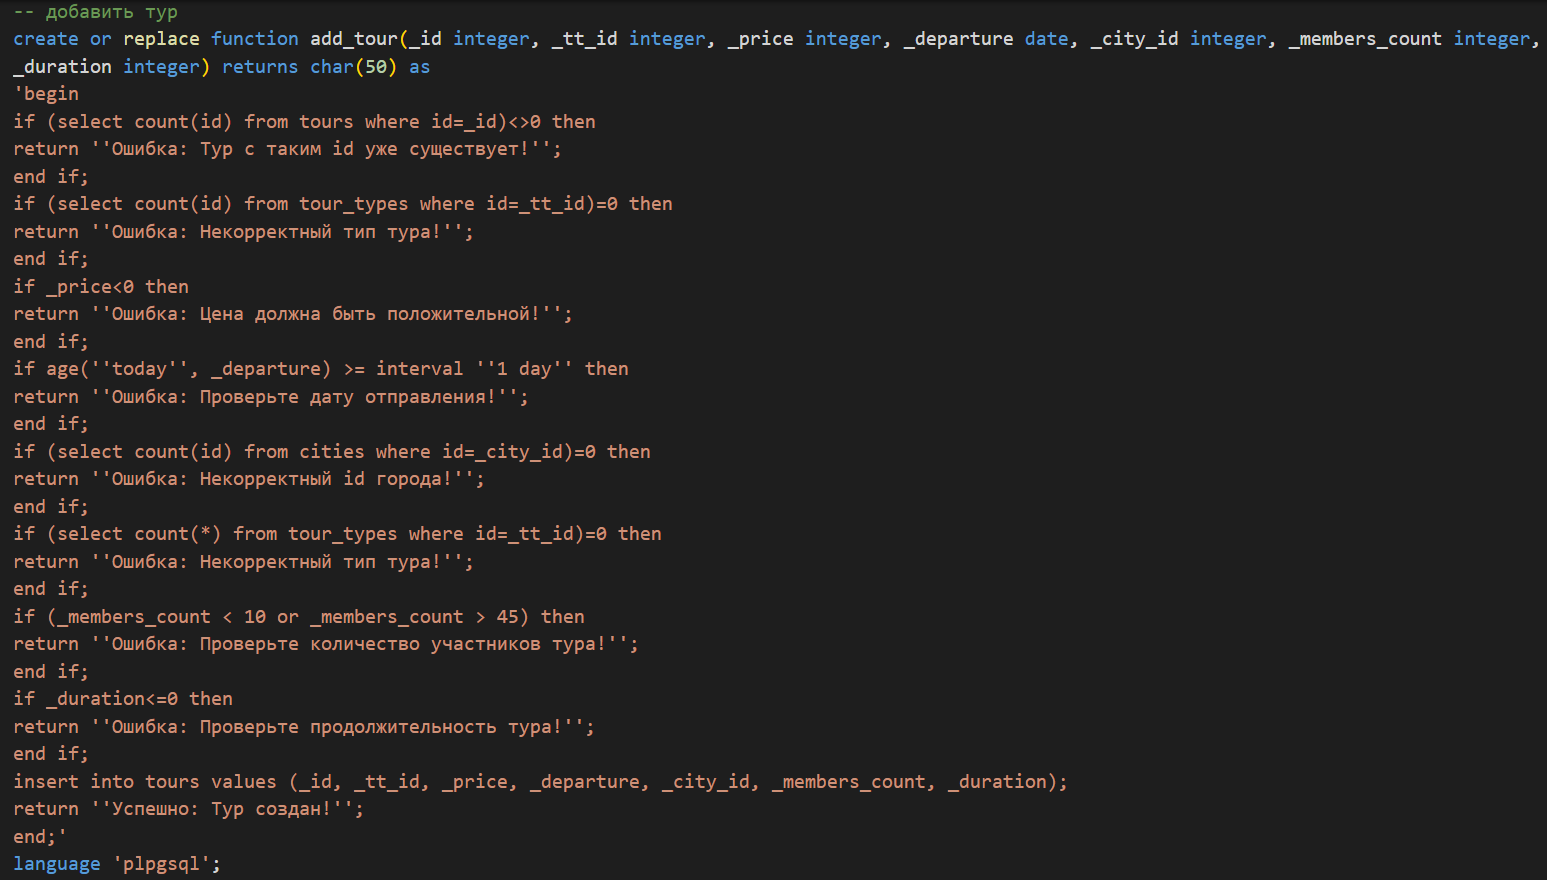 -- добавить тур
create or replace function add_tour(_id integer, _tt_id integer, _price integer, _departure date, _city_id integer, _members_count integer,
_duration integer) returns char(50) as
'begin
if (select count(id) from tours where id=_id)<>0 then
return ''Ошибка: Тур с таким id уже существует!'';
end if;
if (select count(id) from tour_types where id=_tt_id)=0 then
return ''Ошибка: Некорректный тип тура!'';
end if;
if _price<0 then
return ''Ошибка: Цена должна быть положительной!'';
end if;
if age(''today'', _departure) >= interval ''1 day'' then
return ''Ошибка: Проверьте дату отправления!'';
end if;
if (select count(id) from cities where id=_city_id)=0 then
return ''Ошибка: Некорректный id города!'';
end if;
if (select count(*) from tour_types where id=_tt_id)=0 then
return ''Ошибка: Некорректный тип тура!'';
end if;
if (_members_count < 10 or _members_count > 45) then
return ''Ошибка: Проверьте количество участников тура!'';
end if;
if _duration<=0 then
return ''Ошибка: Проверьте продолжительность тура!'';
end if;
insert into tours values (_id, _tt_id, _price, _departure, _city_id, _members_count, _duration);
return ''Успешно: Тур создан!'';
end;'
language 'plpgsql';